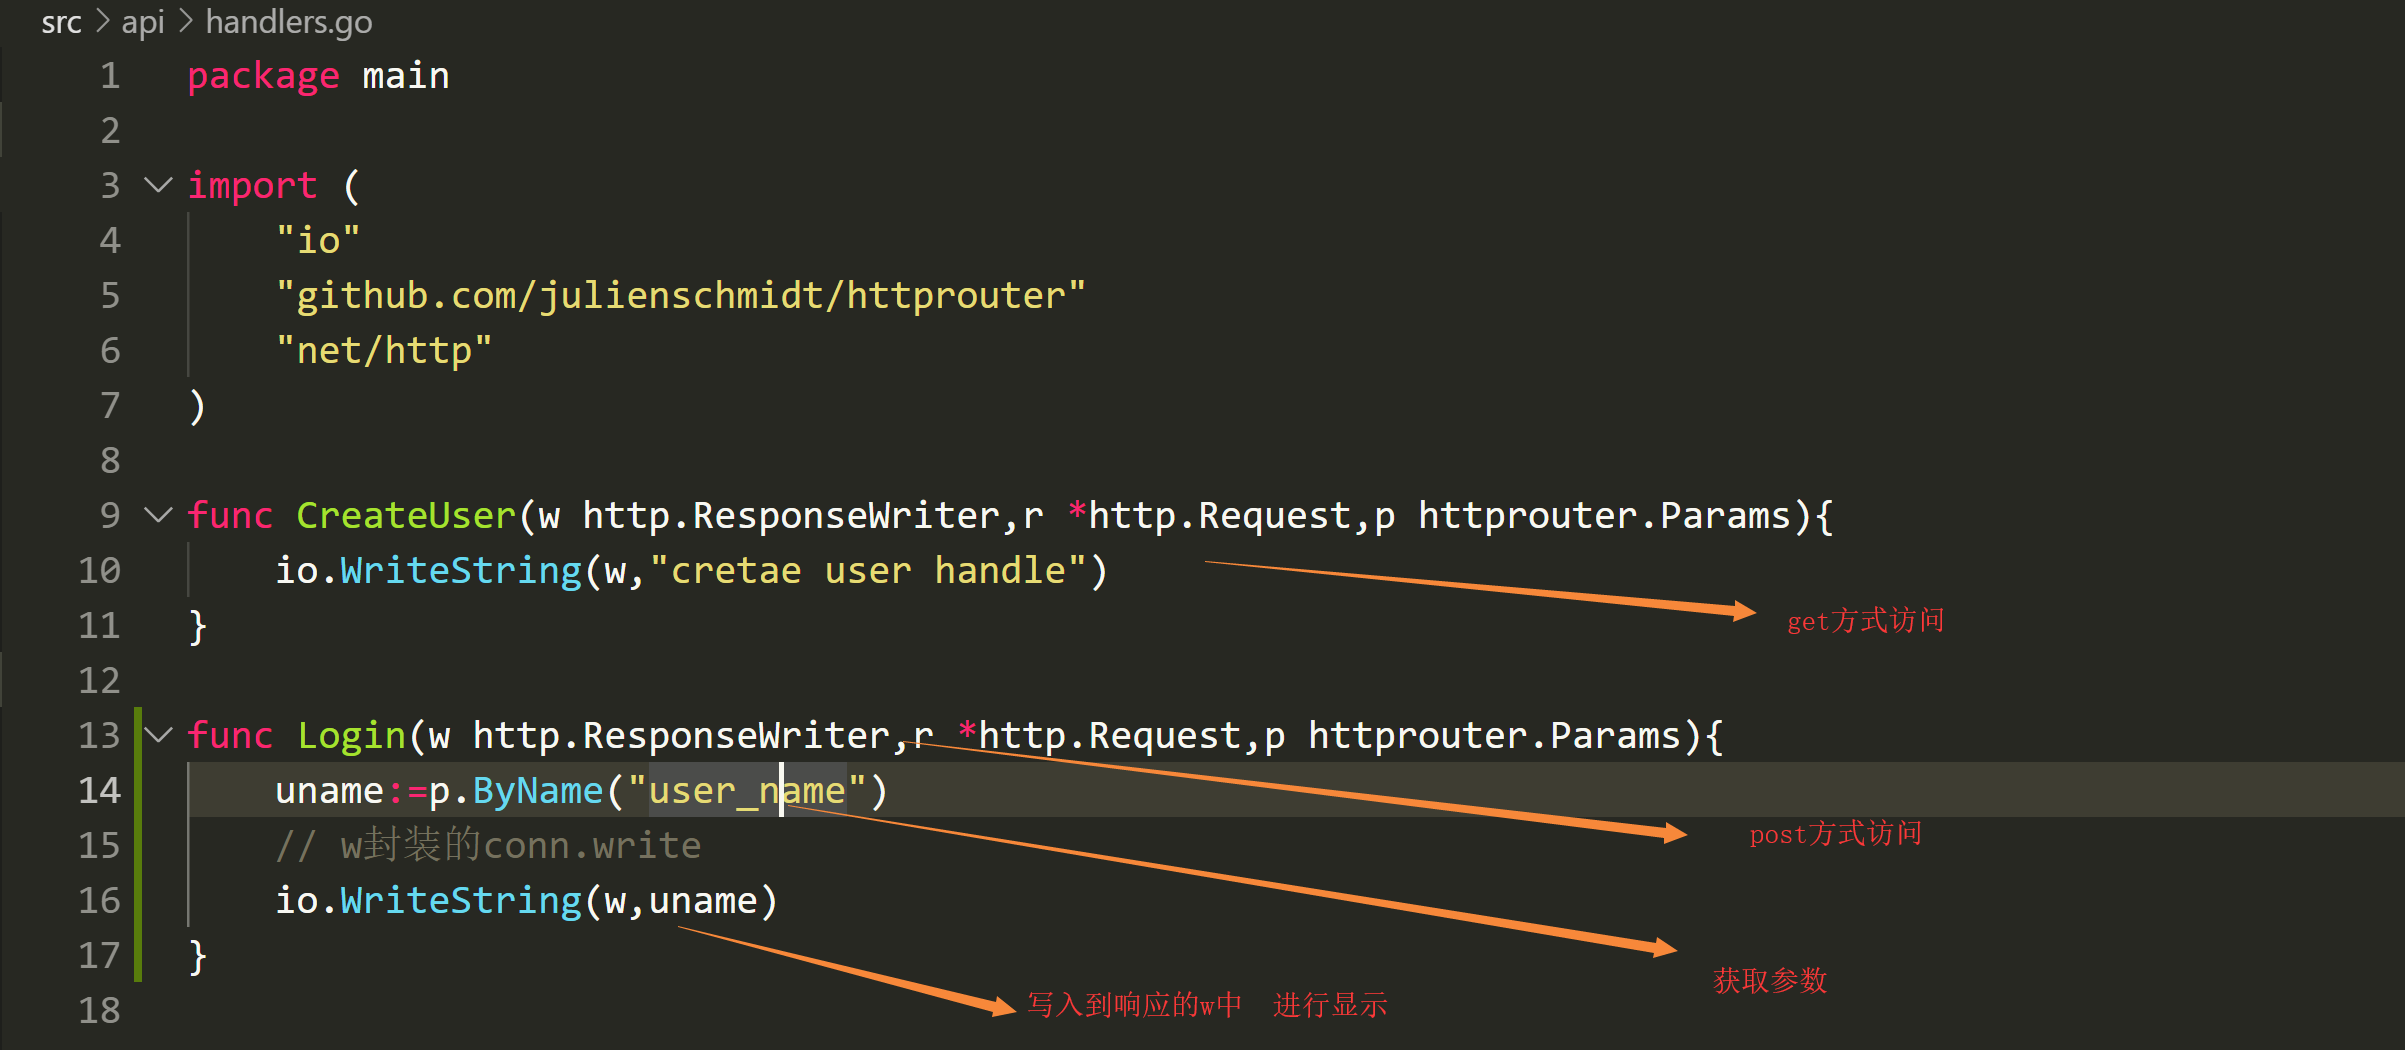 src > api > handlers.go
1 package main
2
3 import (
4 "io"
5 "github.com/julienschmidt/httprouter"
6 "net/http"
7 )
8
9 func CreateUser(w http.ResponseWriter,r *http.Request,p httprouter.Params){
10 io.WriteString(w,"cretae user handle")
11 }
get方式访问
12
13 func Login(w http.ResponseWriter,r *http.Request,p httprouter.Params){
14 uname:=p.ByName("user_name")
15 // w封装的conn.write
post方式访问
16 io.WriteString(w,uname)
17 }
获取参数
18
写入到响应的w中 进行显示